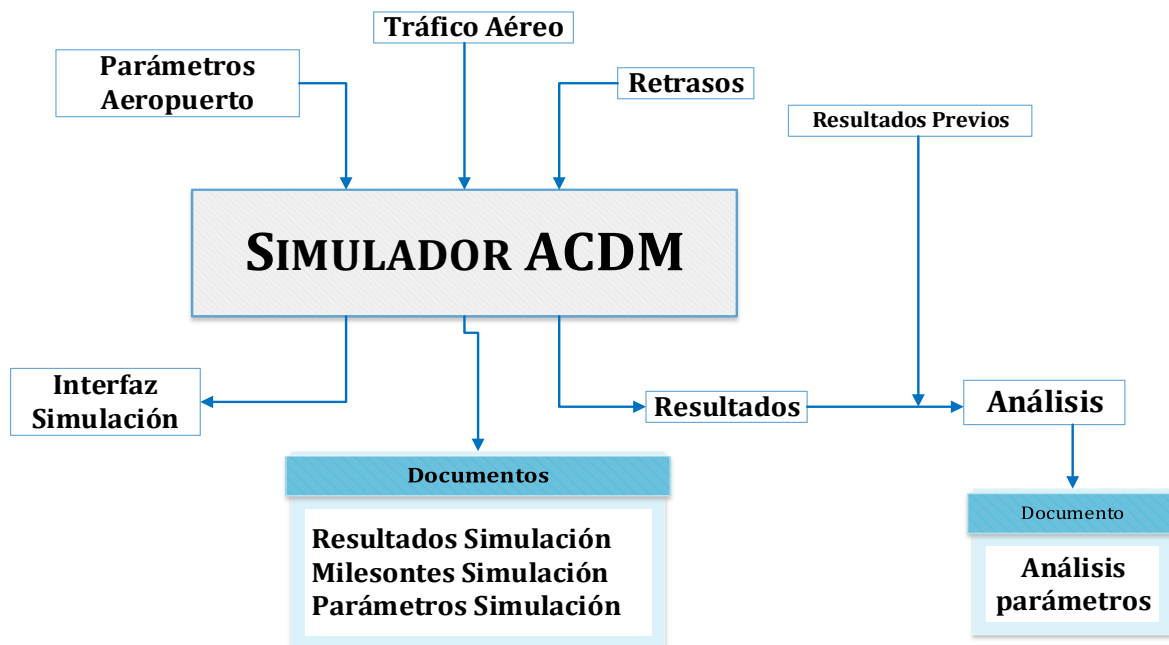 Tráfico Aéreo
Parámetros
Aeropuerto
Retrasos
Resultados Previos
SIMULADOR ACDM
Interfaz
Simulación
Resultados
Análisis
Documentos
Resultados Simulación
Milesontes Simulación
Parámetros Simulación
Documento
Análisis
parámetros